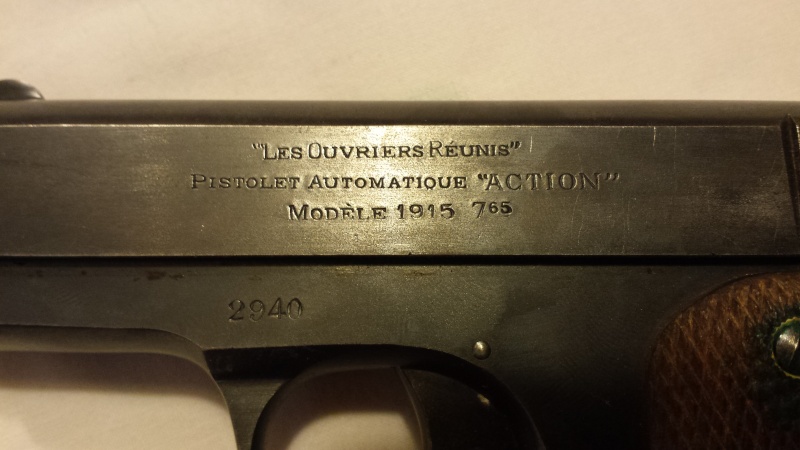 "LES OUVRIERS RÉUNIS"
PISTOLET AUTOMATIQUE "ACTION"
MODÈLE 1915 7⁶⁵
2940